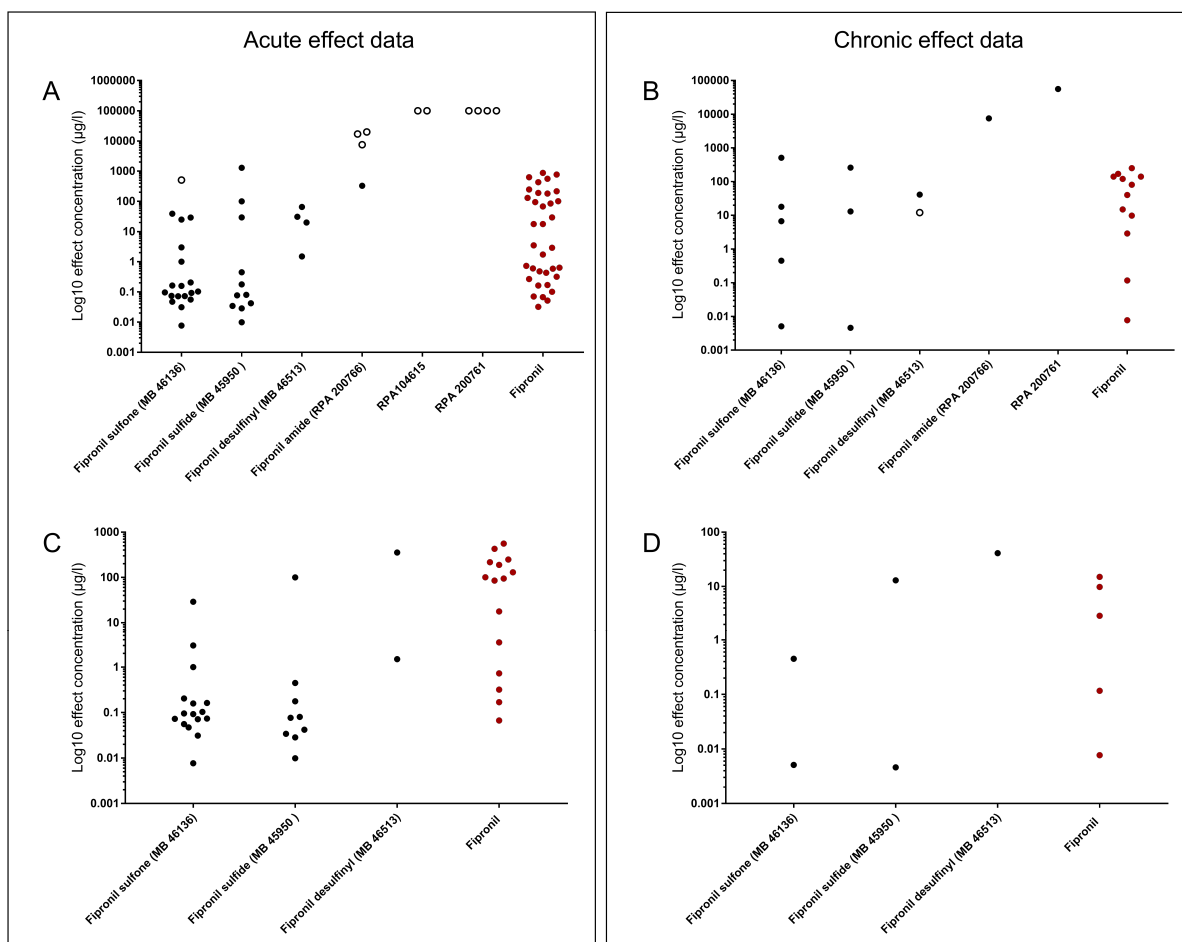 Acute effect data
Chronic effect data
A
Log10 effect concentration (µg/l)
1000000
100000
10000
1000
100
10
1
0.1
0.01
0.001
Fipronil sulfone (MB 46136)
Fipronil sulfide (MB 45950 )
Fipronil desulfinyl (MB 46513)
Fipronil amide (RPA 200766)
RPA104615
RPA 200761
Fipronil
B
Log10 effect concentration (µg/l)
100000
10000
1000
100
10
1
0.1
0.01
0.001
Fipronil sulfone (MB 46136)
Fipronil sulfide (MB 45950 )
Fipronil desulfinyl (MB 46513)
Fipronil amide (RPA 200766)
RPA 200761
Fipronil
C
Log10 effect concentration (µg/l)
1000
100
10
1
0.1
0.01
0.001
Fipronil sulfone (MB 46136)
Fipronil sulfide (MB 45950 )
Fipronil desulfinyl (MB 46513)
Fipronil
D
Log10 effect concentration (µg/l)
100
10
1
0.1
0.01
0.001
Fipronil sulfone (MB 46136)
Fipronil sulfide (MB 45950 )
Fipronil desulfinyl (MB 46513)
Fipronil